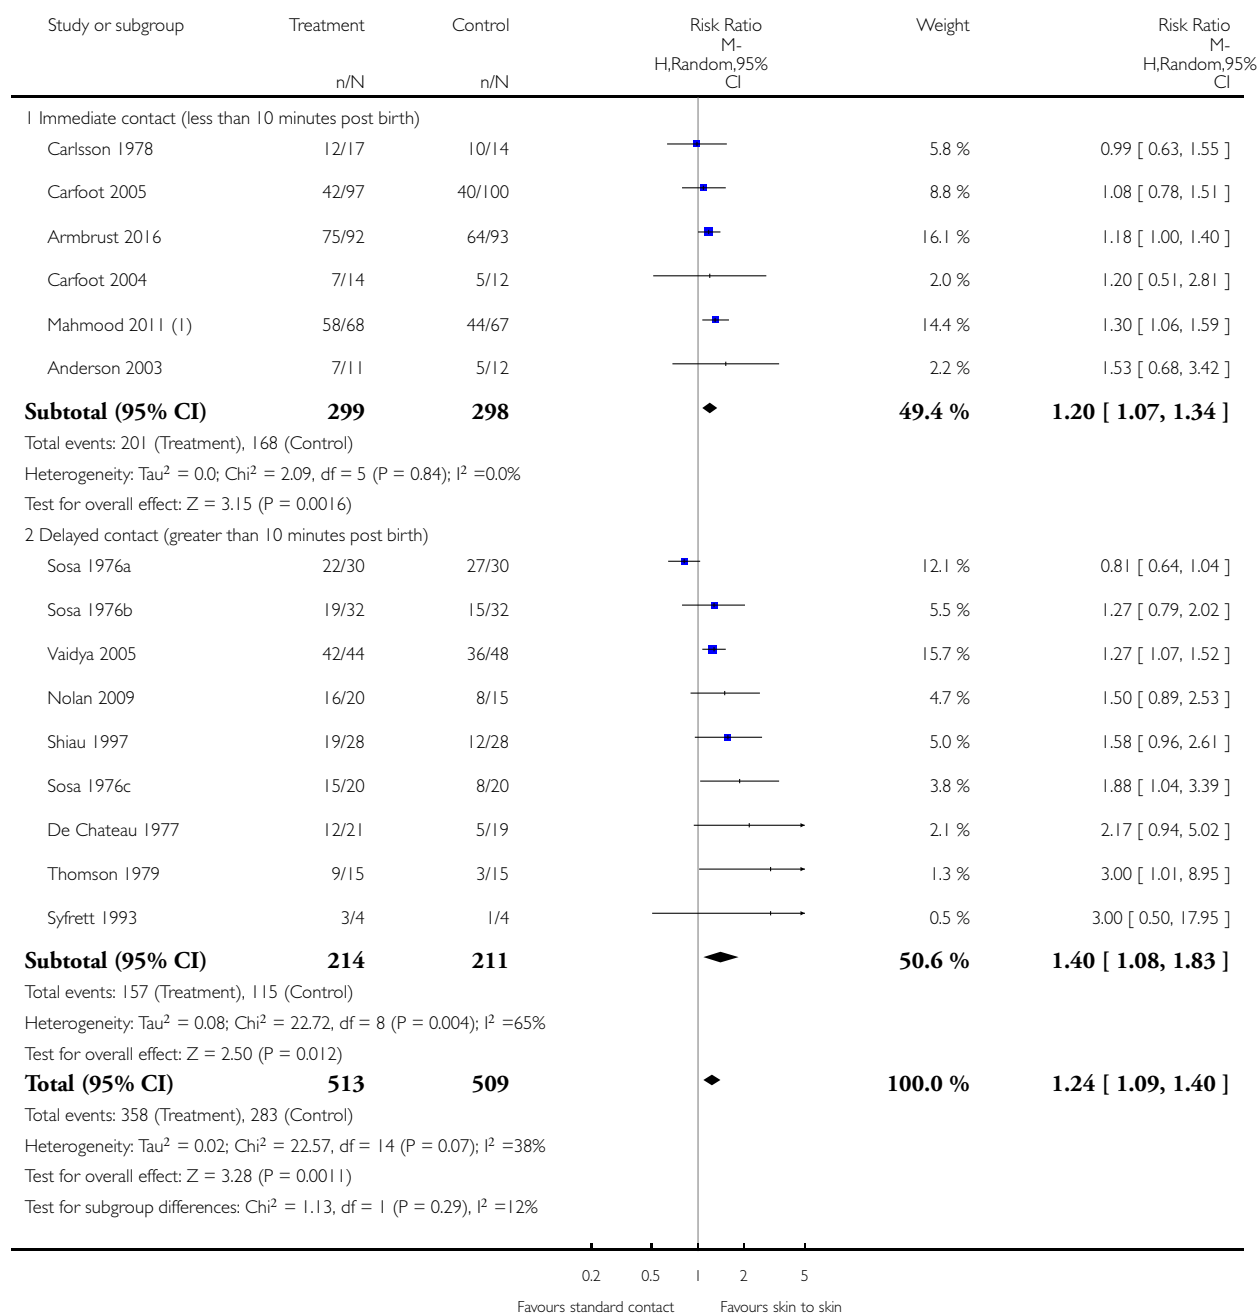 Study or subgroup Treatment Control Risk Ratio Weight Risk Ratio
M- M-
H,Random,95% H,Random,95%
n/N n/N CI CI
1 Immediate contact (less than 10 minutes post birth)
Carlsson 1978 12/17 10/14 5.8 % 0.99 [ 0.63, 1.55 ]
Carfoot 2005 42/97 40/100 8.8 % 1.08 [ 0.78, 1.51 ]
Armbrust 2016 75/92 64/93 16.1 % 1.18 [ 1.00, 1.40 ]
Carfoot 2004 7/14 5/12 2.0 % 1.20 [ 0.51, 2.81 ]
Mahmood 2011 (1) 58/68 44/67 14.4 % 1.30 [ 1.06, 1.59 ]
Anderson 2003 7/11 5/12 2.2 % 1.53 [ 0.68, 3.42 ]
Subtotal (95% CI) 299 298 49.4 % 1.20 [ 1.07, 1.34 ]
Total events: 201 (Treatment), 168 (Control)
Heterogeneity: Tau² = 0.0; Chi² = 2.09, df = 5 (P = 0.84); I² =0.0%
Test for overall effect: Z = 3.15 (P = 0.0016)
2 Delayed contact (greater than 10 minutes post birth)
Sosa 1976a 22/30 27/30 12.1 % 0.81 [ 0.64, 1.04 ]
Sosa 1976b 19/32 15/32 5.5 % 1.27 [ 0.79, 2.02 ]
Vaidya 2005 42/44 36/48 15.7 % 1.27 [ 1.07, 1.52 ]
Nolan 2009 16/20 8/15 4.7 % 1.50 [ 0.89, 2.53 ]
Shiau 1997 19/28 12/28 5.0 % 1.58 [ 0.96, 2.61 ]
Sosa 1976c 15/20 8/20 3.8 % 1.88 [ 1.04, 3.39 ]
De Chateau 1977 12/21 5/19 2.1 % 2.17 [ 0.94, 5.02 ]
Thomson 1979 9/15 3/15 1.3 % 3.00 [ 1.01, 8.95 ]
Syfrett 1993 3/4 1/4 0.5 % 3.00 [ 0.50, 17.95 ]
Subtotal (95% CI) 214 211 50.6 % 1.40 [ 1.08, 1.83 ]
Total events: 157 (Treatment), 115 (Control)
Heterogeneity: Tau² = 0.08; Chi² = 22.72, df = 8 (P = 0.004); I² =65%
Test for overall effect: Z = 2.50 (P = 0.012)
Total (95% CI) 513 509 100.0 % 1.24 [ 1.09, 1.40 ]
Total events: 358 (Treatment), 283 (Control)
Heterogeneity: Tau² = 0.02; Chi² = 22.57, df = 14 (P = 0.07); I² =38%
Test for overall effect: Z = 3.28 (P = 0.0011)
Test for subgroup differences: Chi² = 1.13, df = 1 (P = 0.29), I² =12%
0.2 0.5 1 2 5
Favours standard contact Favours skin to skin